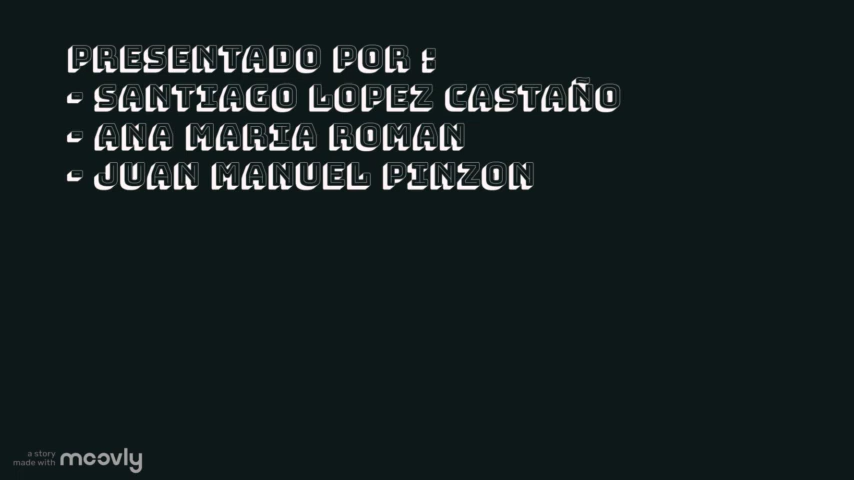 PRESENTADO POR :
- SANTIAGO LOPEZ CASTAÑO
- ANA MARIA ROMAN
- JUAN MANUEL PINZON
a story
made with moovly